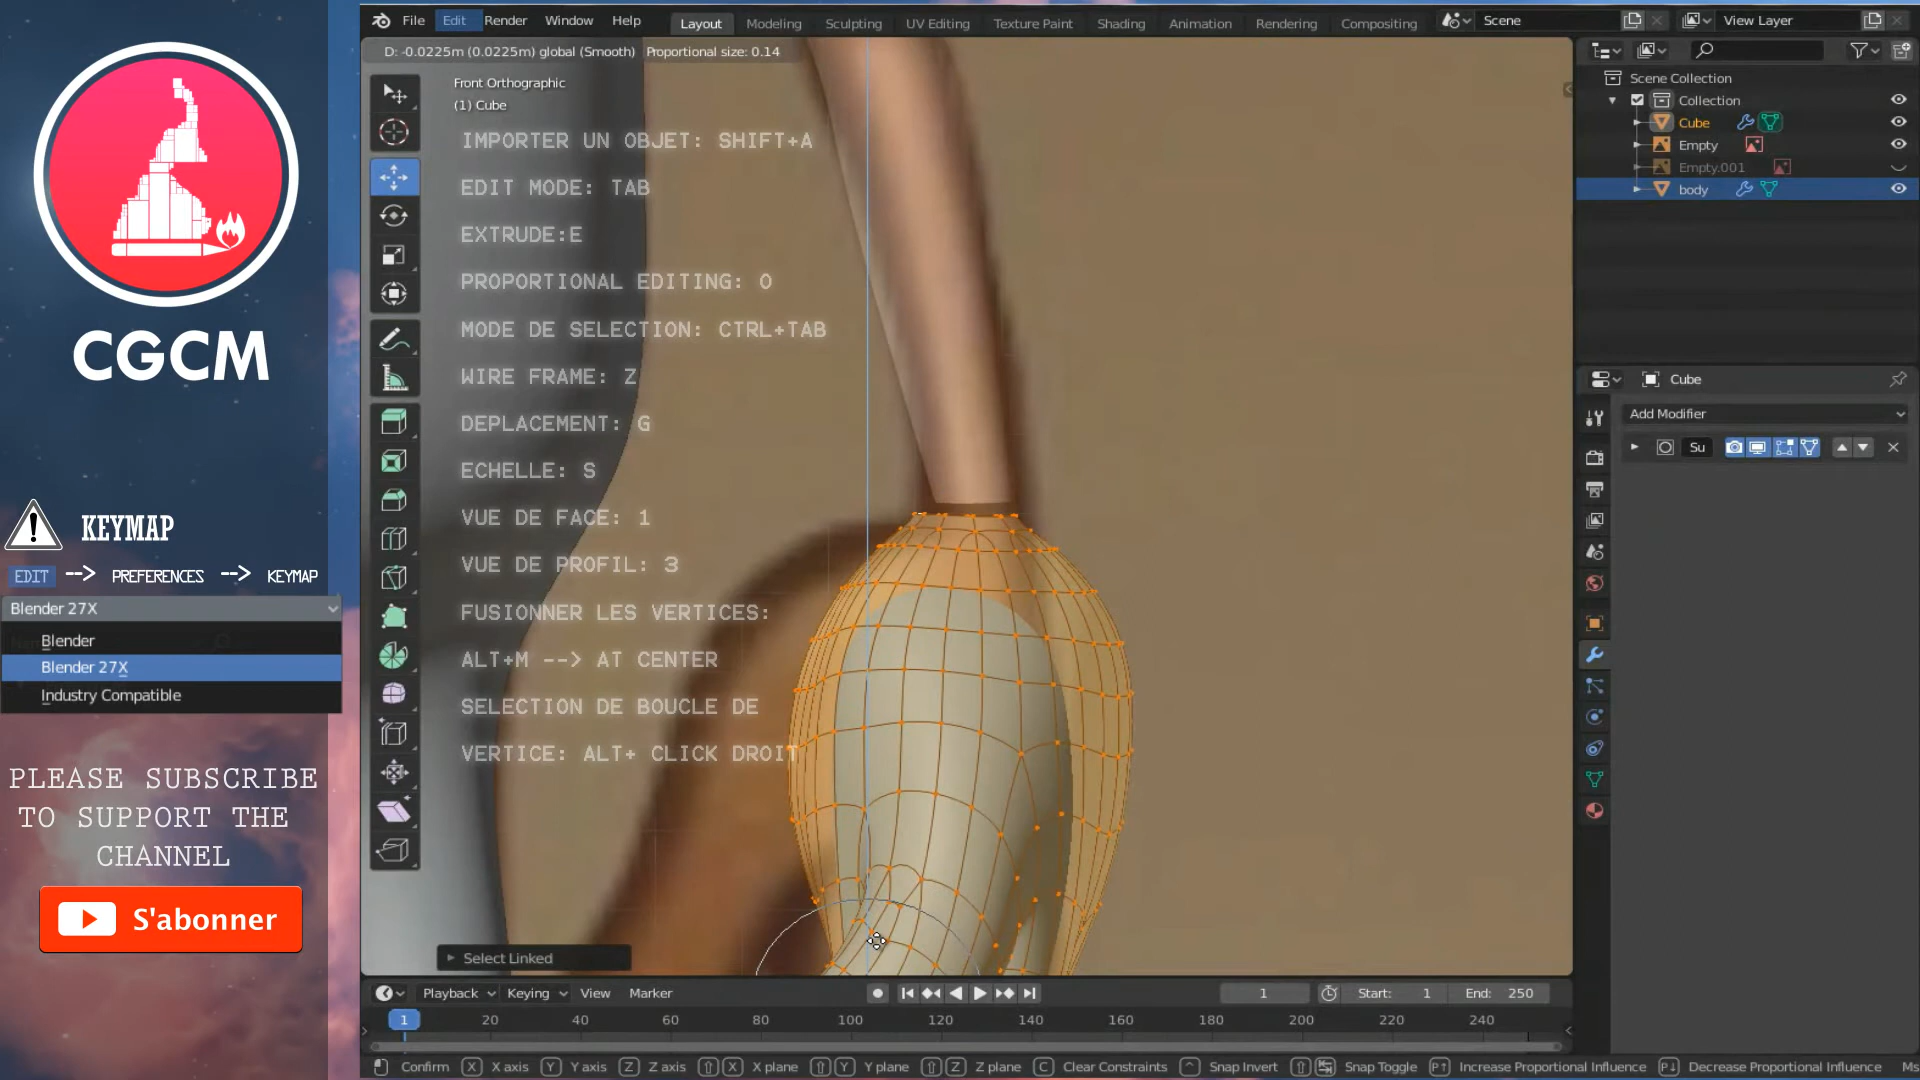 CGCM
KEYMAP
EDIT --> PREFERENCES --> KEYMAP
Blender 27X
Blender
Blender 27X
Industry Compatible
PLEASE SUBSCRIBE
TO SUPPORT THE
CHANNEL
S'abonner
File Edit Render Window Help
Layout Modeling Sculpting UV Editing Texture Paint Shading Animation Rendering Compositing
Scene
View Layer
D: -0.0225m (0.0225m) global (Smooth) Proportional size: 0.14
Front Orthographic
(1) Cube
IMPORTER UN OBJET: SHIFT+A
EDIT MODE: TAB
EXTRUDE:E
PROPORTIONAL EDITING: O
MODE DE SELECTION: CTRL+TAB
WIRE FRAME: Z
DEPLACEMENT: G
ECHELLE: S
VUE DE FACE: 1
VUE DE PROFIL: 3
FUSIONNER LES VERTICES:
ALT+M --> AT CENTER
SELECTION DE BOUCLE DE
VERTICE: ALT+ CLICK DROIT
Select Linked
Scene Collection
Collection
Cube
Empty
Empty.001
body
Cube
Add Modifier
Su
Playback Keying View Marker
1
Start: 1
End: 250
1 20 40 60 80 100 120 140 160 180 200 220 240
Confirm X X axis Y Y axis Z Z axis X X plane Y Y plane Z Z plane C Clear Constraints Snap Invert Snap Toggle Increase Proportional Influence Decrease Proportional Influence Ms